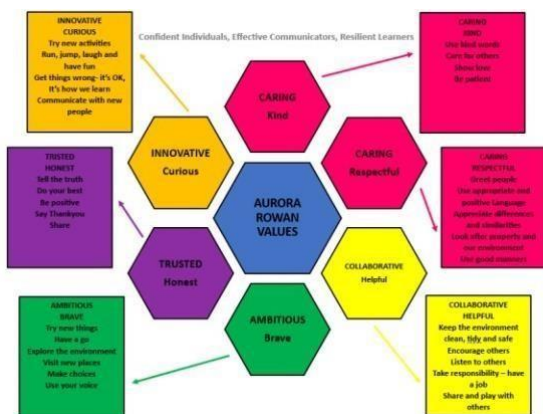 Confident Individuals, Effective Communicators, Resilient Learners
INNOVATIVE
CURIOUS
Try new activities
Run, jump, laugh and
have fun
Get things wrong- it's OK,
It's how we learn
Communicate with new
people
CARING
KIND
Use kind words
Care for others
Show love
Be patient
CARING
Kind
INNOVATIVE
Curious
CARING
Respectful
AURORA
ROWAN
VALUES
TRUSTED
HONEST
Tell the truth
Do your best
Be positive
Say Thankyou
Share
CARING
RESPECTFUL
Greet people
Use appropriate and
positive language
Appreciate differences
and similarities
Look after property and
our environment
Use good manners
TRUSTED
Honest
COLLABORATIVE
Helpful
AMBITIOUS
Brave
AMBITIOUS
BRAVE
Try new things
Have a go
Explore the environment
Visit new places
Make choices
Use your voice
COLLABORATIVE
HELPFUL
Keep the environment
clean, tidy and safe
Encourage others
Listen to others
Take responsibility – have
a job
Share and play with
others